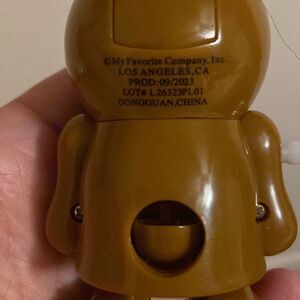 © My Favorite Company, Inc.
LOS ANGELES, CA
PROD: 09/2023
LOT# L26323PL01
DONGGUAN, CHINA